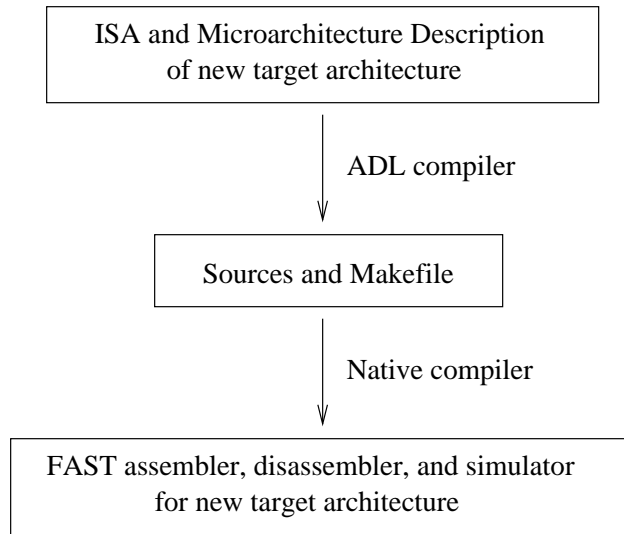 ISA and Microarchitecture Description
of new target architecture
ADL compiler
Sources and Makefile
Native compiler
FAST assembler, disassembler, and simulator
for new target architecture